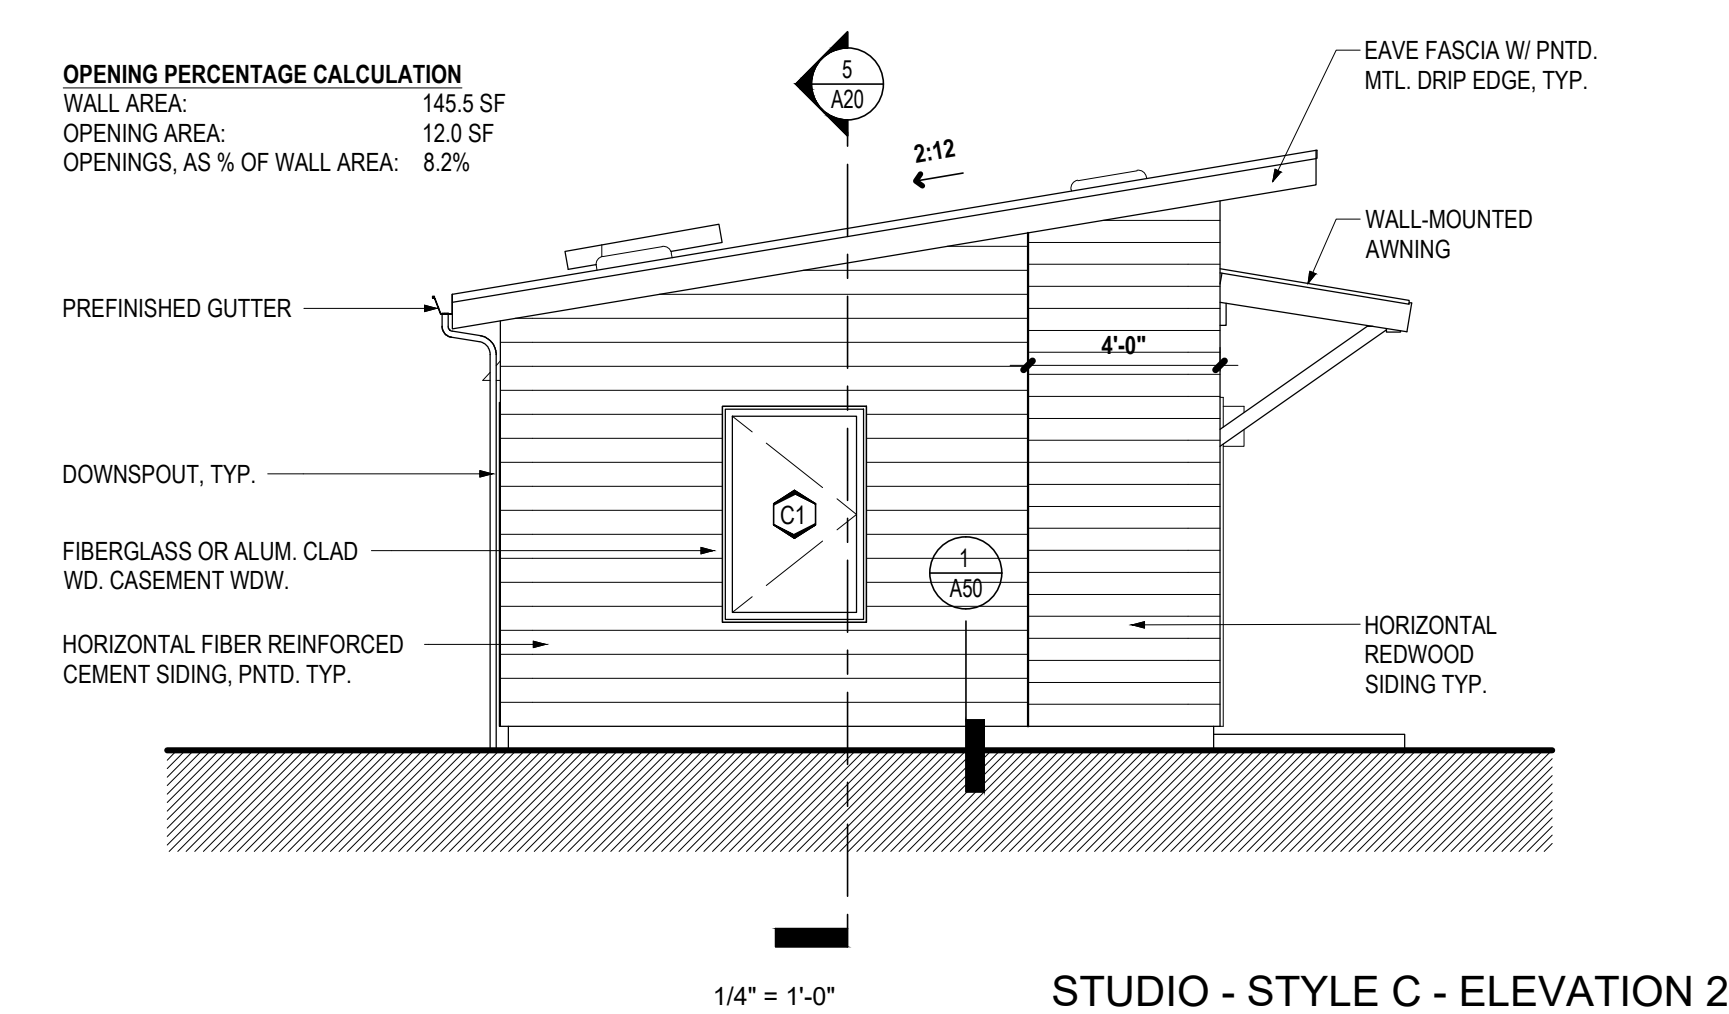 OPENING PERCENTAGE CALCULATION
WALL AREA: 145.5 SF
OPENING AREA: 12.0 SF
OPENINGS, AS % OF WALL AREA: 8.2%
5
A20
2:12
EAVE FASCIA W/ PNTD.
MTL. DRIP EDGE, TYP.
WALL-MOUNTED
AWNING
PREFINISHED GUTTER
4'-0"
DOWNSPOUT, TYP.
C1
FIBERGLASS OR ALUM. CLAD
WD. CASEMENT WDW.
1
A50
HORIZONTAL FIBER REINFORCED
CEMENT SIDING, PNTD. TYP.
HORIZONTAL
REDWOOD
SIDING TYP.
1/4" = 1'-0"
STUDIO - STYLE C - ELEVATION 2